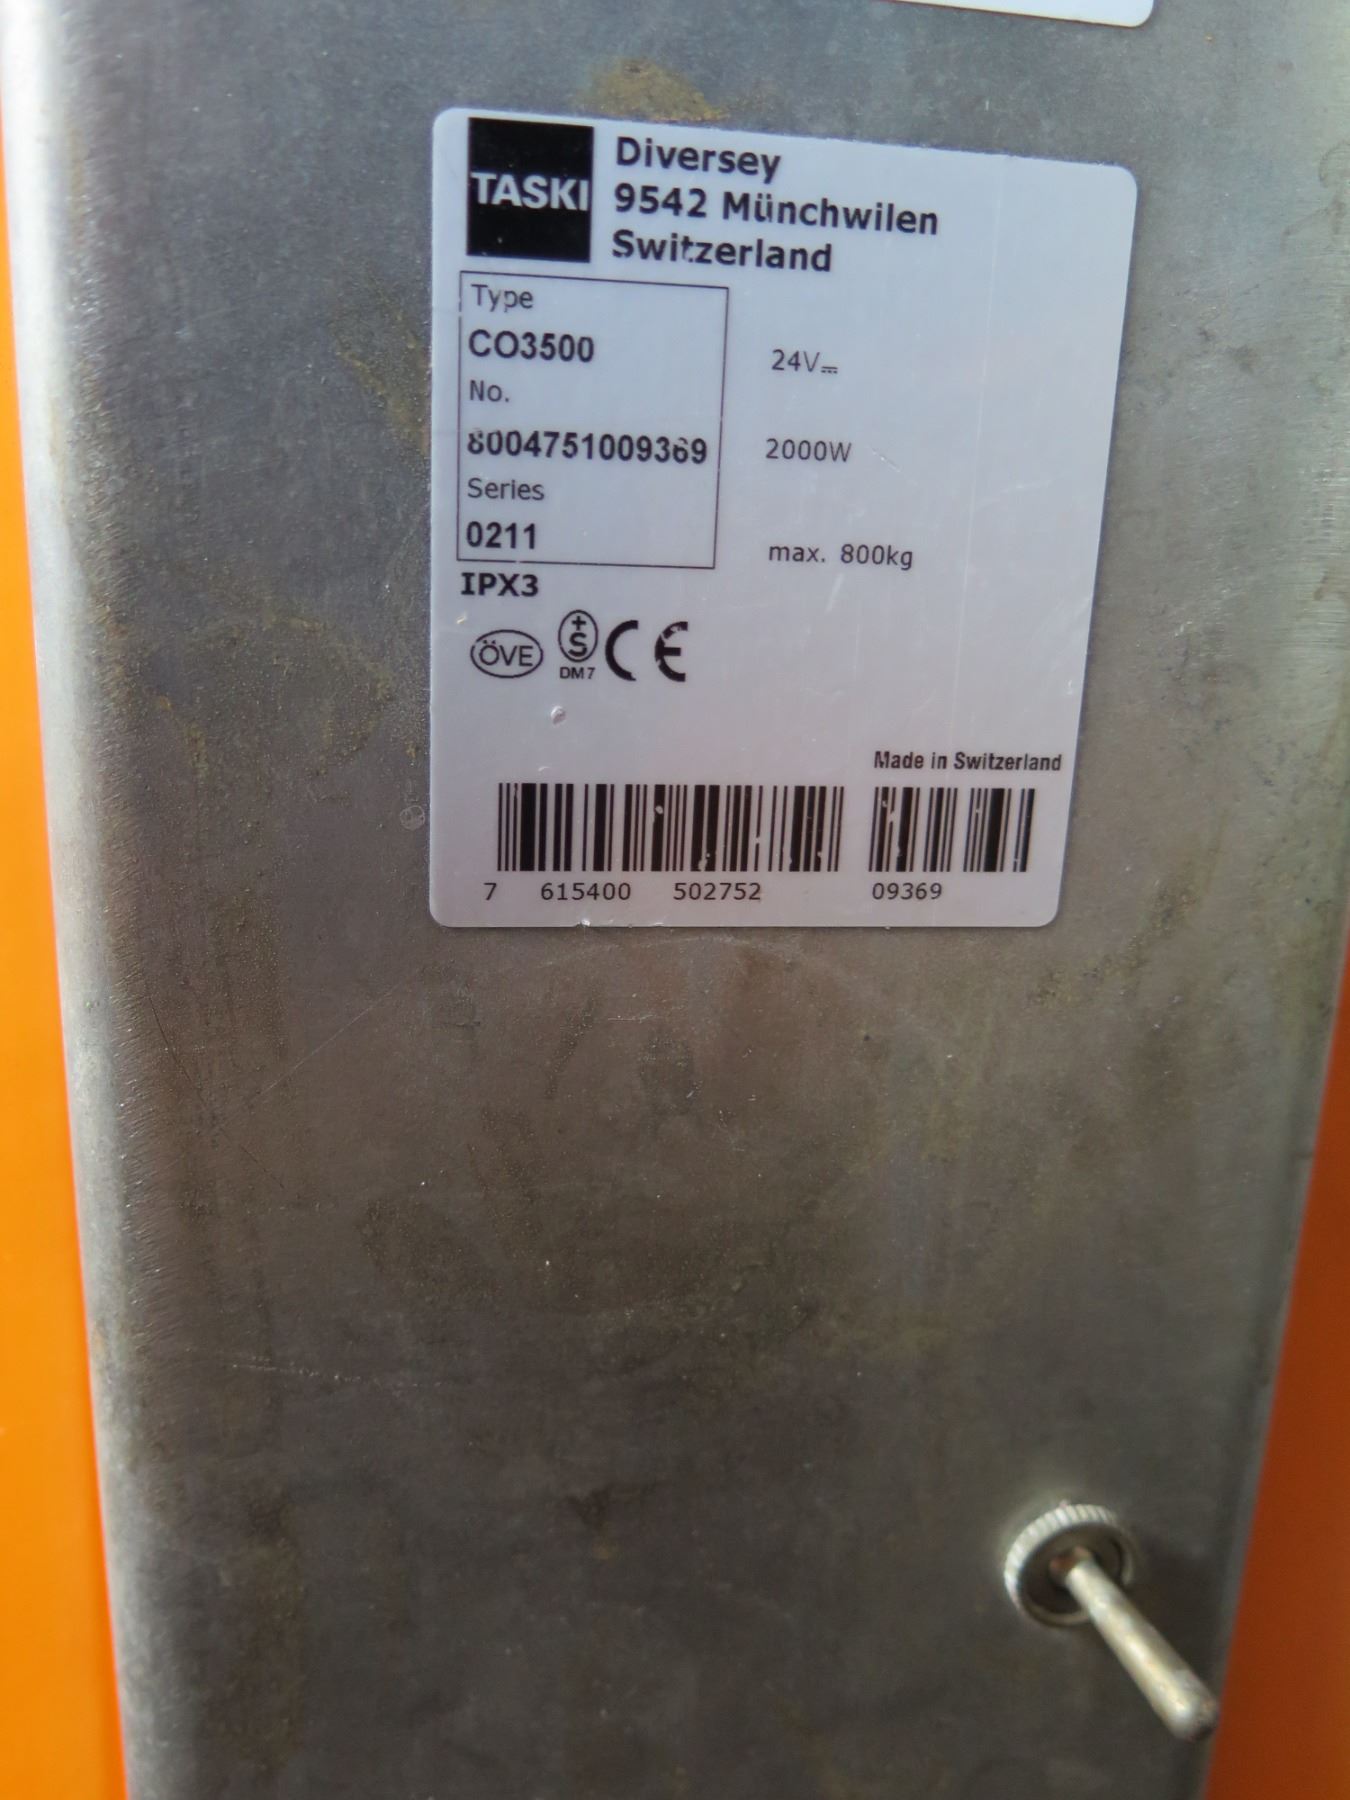 TASKI
Diversey
9542 Münchwilen
Switzerland
Type
CO3500
24V⎓
No.
8004751009369
2000W
Series
0211
max. 800kg
IPX3
ÖVE
+
S
DM7
CE
Made in Switzerland
7 615400 502752 09369